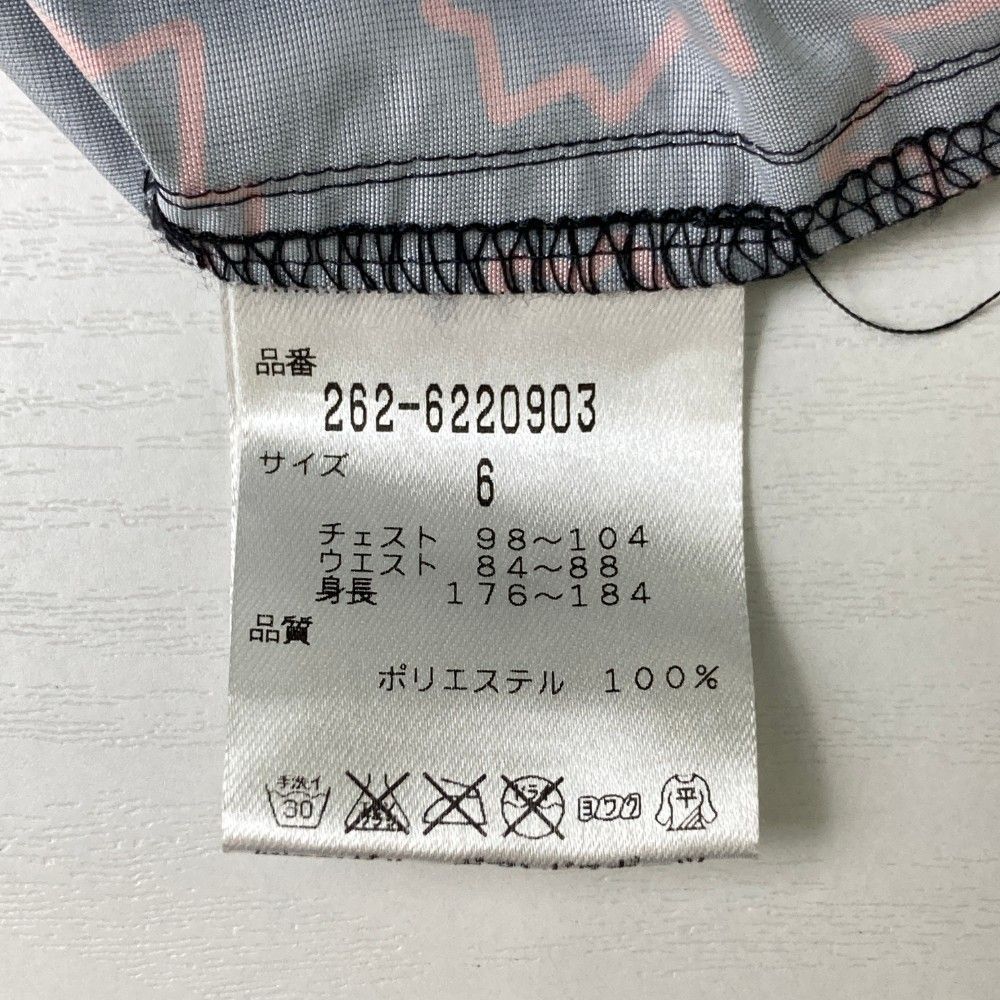 品番
262-6220903
サイズ
6
チェスト 98～104
ウエスト 84～88
身長 176～184
品質
ポリエステル 100%
手洗イ
30
ヨワク
平